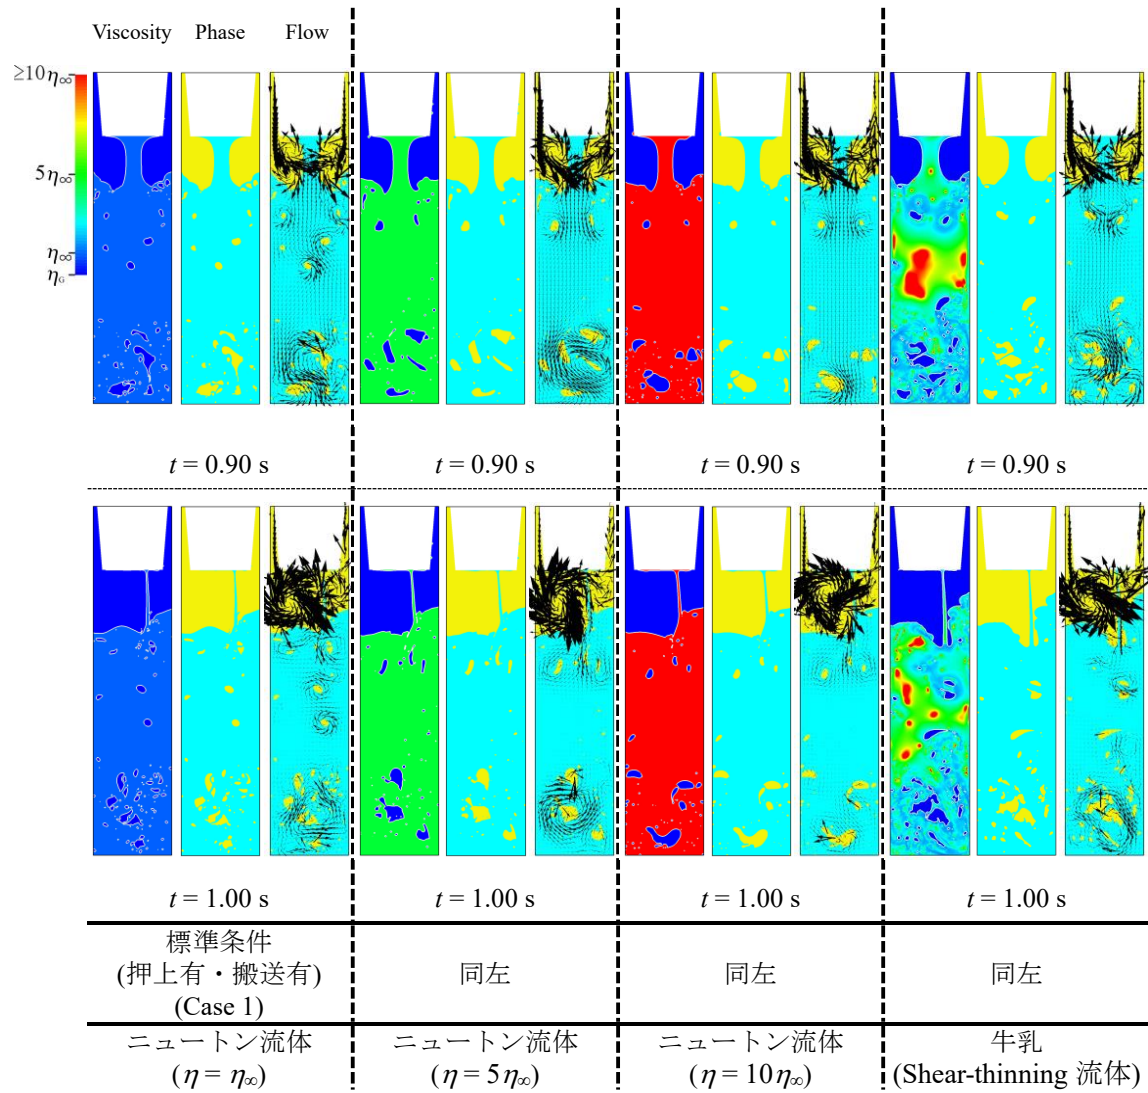 Viscosity Phase Flow
≥10η∞
5η∞
η∞
ηG
t = 0.90 s t = 0.90 s t = 0.90 s t = 0.90 s
t = 1.00 s t = 1.00 s t = 1.00 s t = 1.00 s
標準条件
(押上有・搬送有)
(Case 1)
同左 同左 同左
ニュートン流体
(η = η∞)
ニュートン流体
(η = 5η∞)
ニュートン流体
(η = 10η∞)
牛乳
(Shear-thinning 流体)